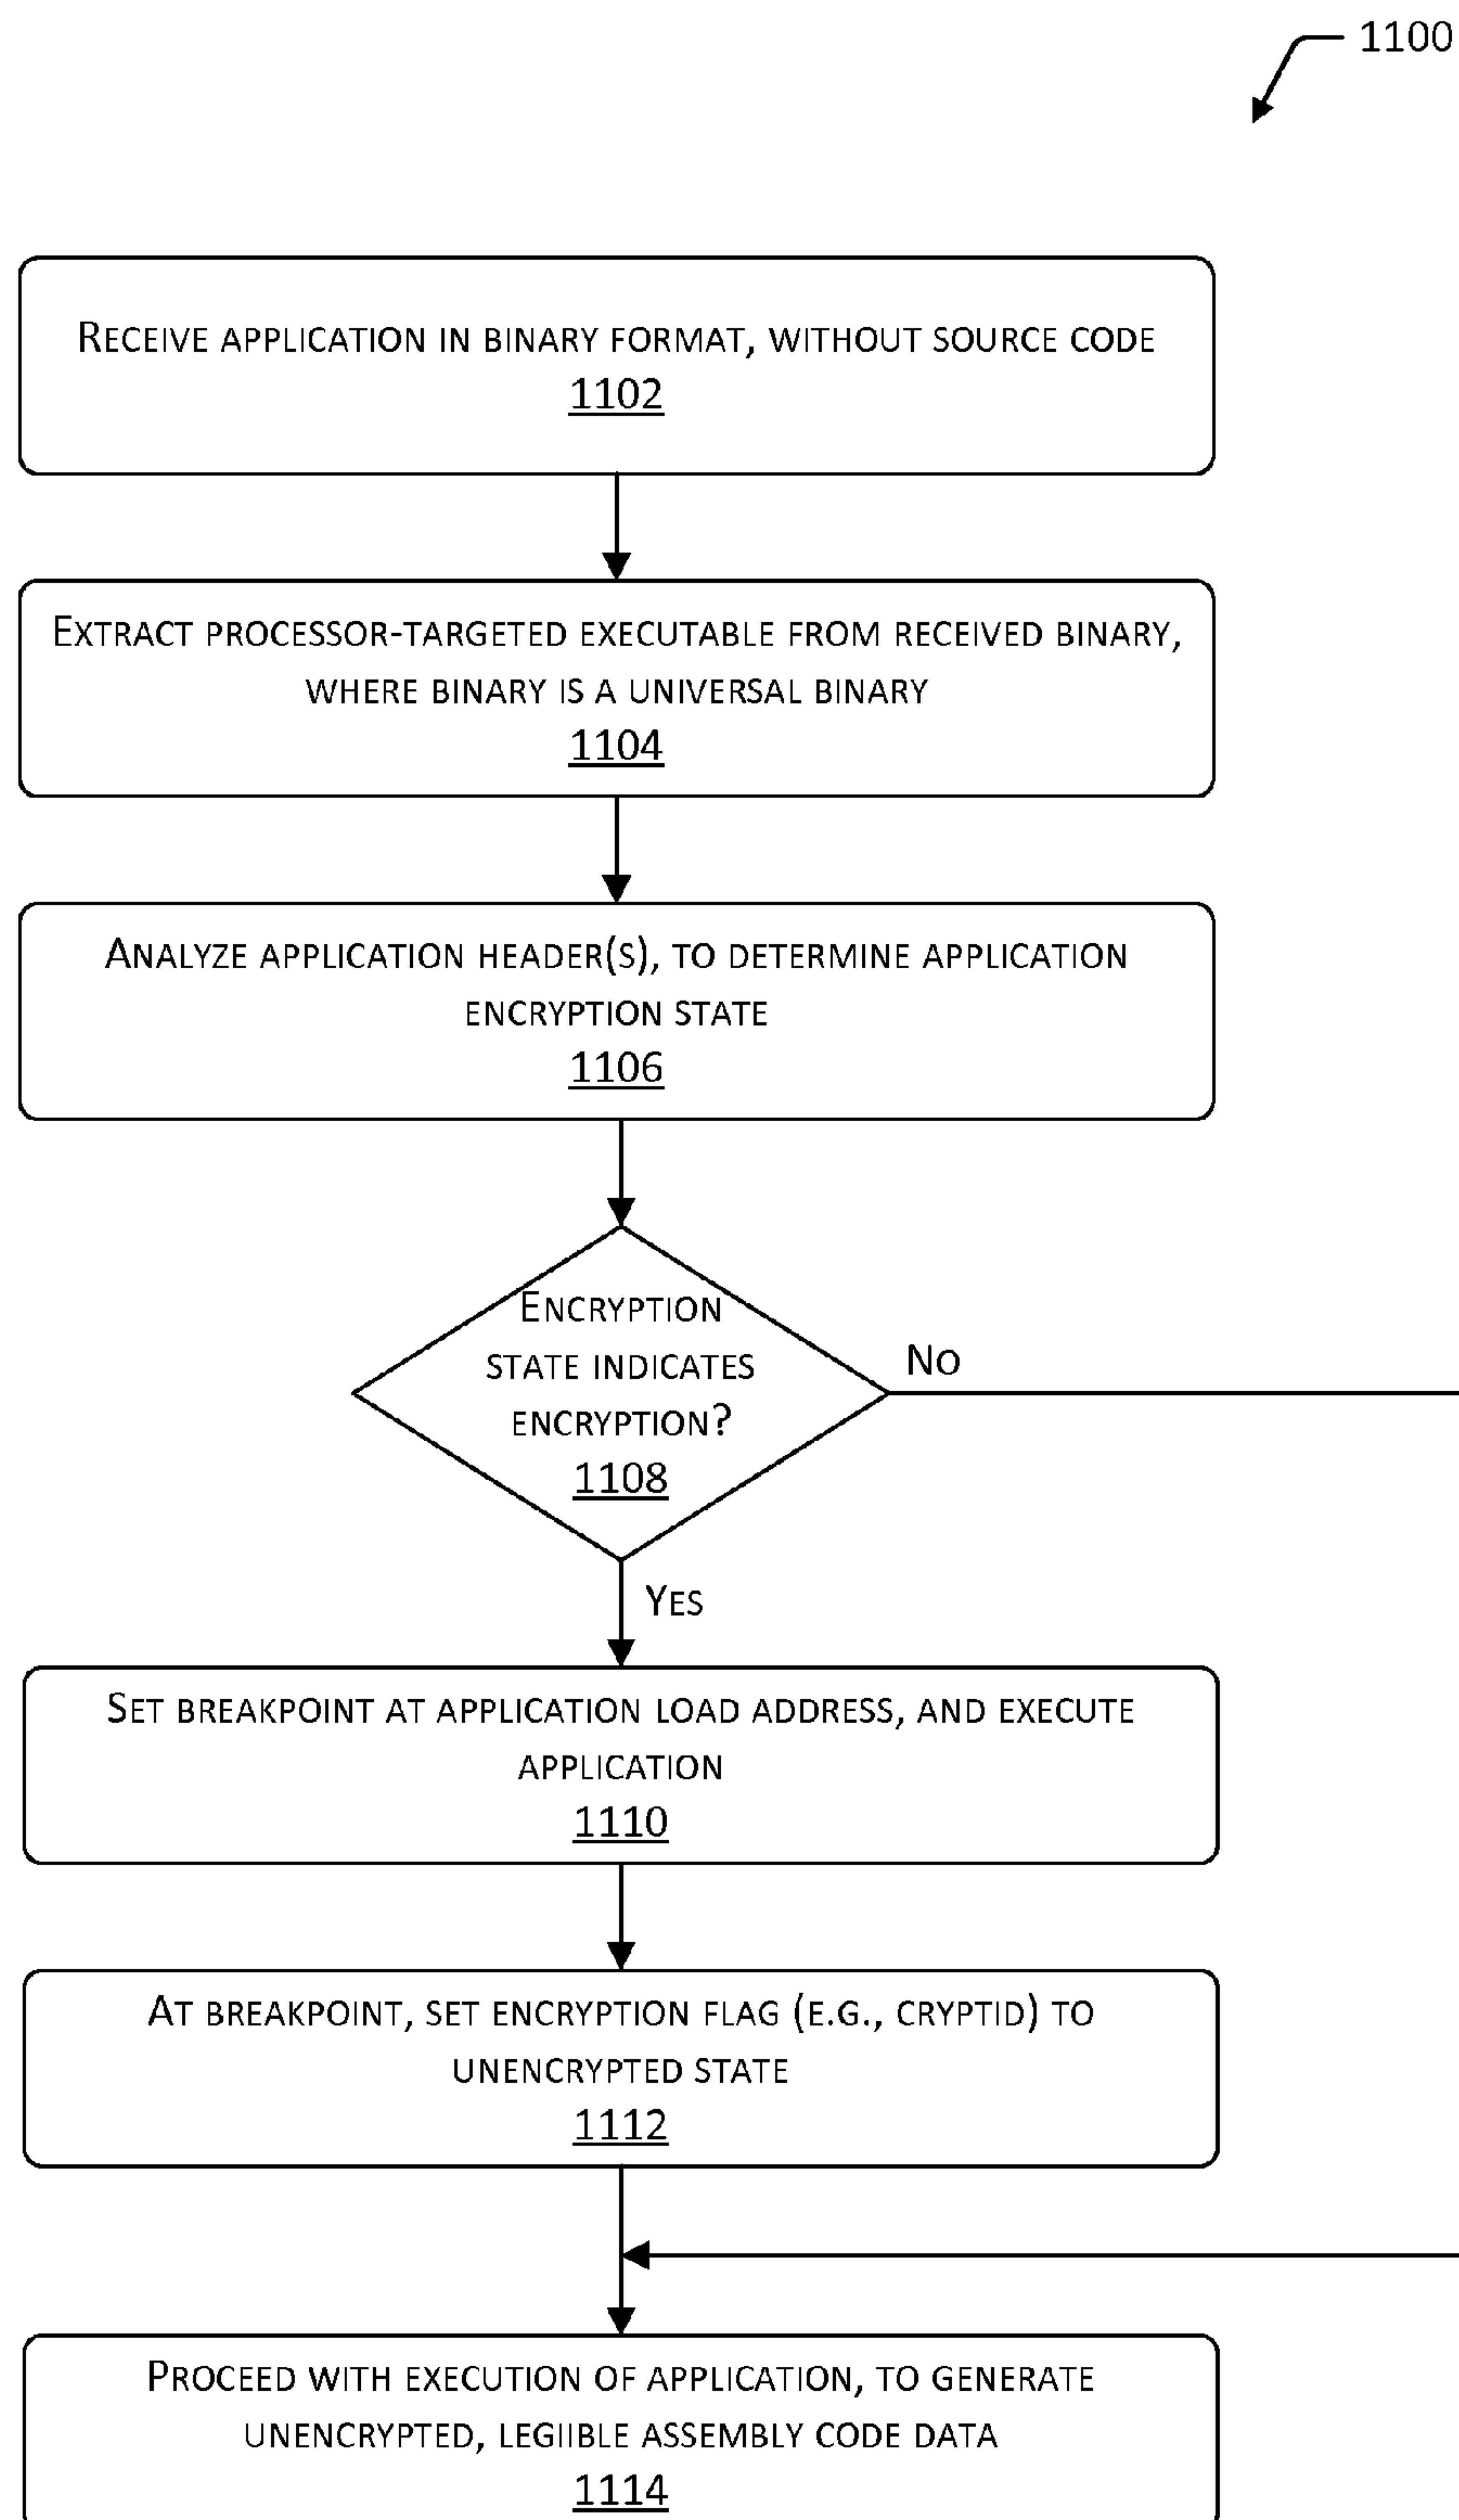 1100
RECEIVE APPLICATION IN BINARY FORMAT, WITHOUT SOURCE CODE
1102
EXTRACT PROCESSOR-TARGETED EXECUTABLE FROM RECEIVED BINARY,
WHERE BINARY IS A UNIVERSAL BINARY
1104
ANALYZE APPLICATION HEADER(S), TO DETERMINE APPLICATION
ENCRYPTION STATE
1106
ENCRYPTION
STATE INDICATES
ENCRYPTION?
1108
NO
YES
SET BREAKPOINT AT APPLICATION LOAD ADDRESS, AND EXECUTE
APPLICATION
1110
AT BREAKPOINT, SET ENCRYPTION FLAG (E.G., CRYPTID) TO
UNENCRYPTED STATE
1112
PROCEED WITH EXECUTION OF APPLICATION, TO GENERATE
UNENCRYPTED, LEGIIBLE ASSEMBLY CODE DATA
1114